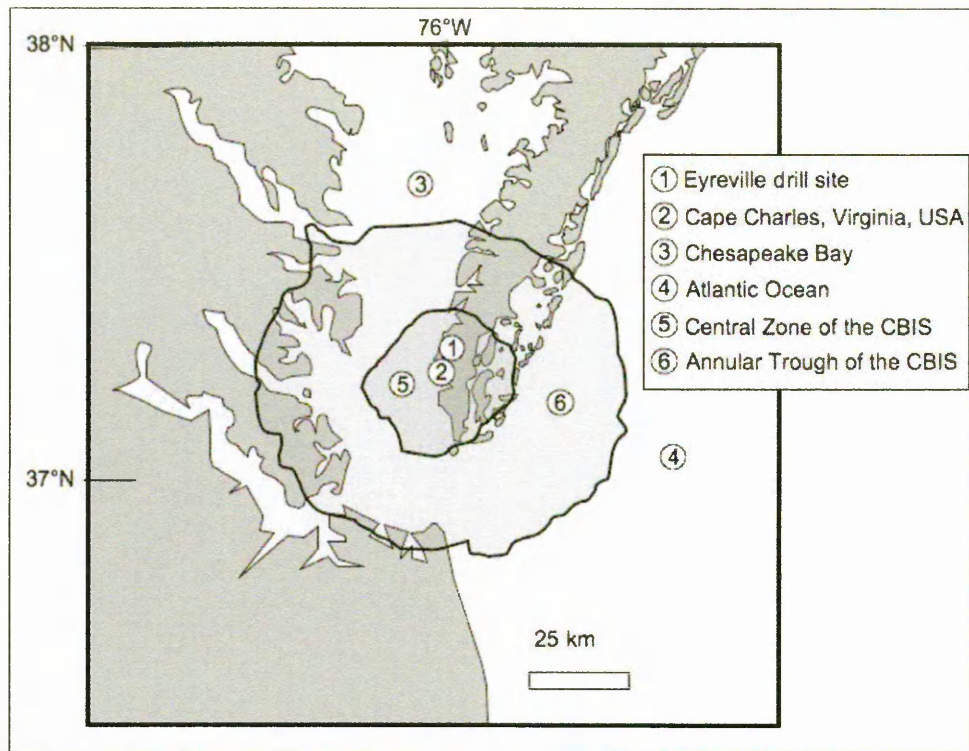 76°W
38°N
① Eyreville drill site
② Cape Charles, Virginia, USA
③ Chesapeake Bay
④ Atlantic Ocean
⑤ Central Zone of the CBIS
⑥ Annular Trough of the CBIS
③
①
②
⑤
⑥
④
37°N
25 km